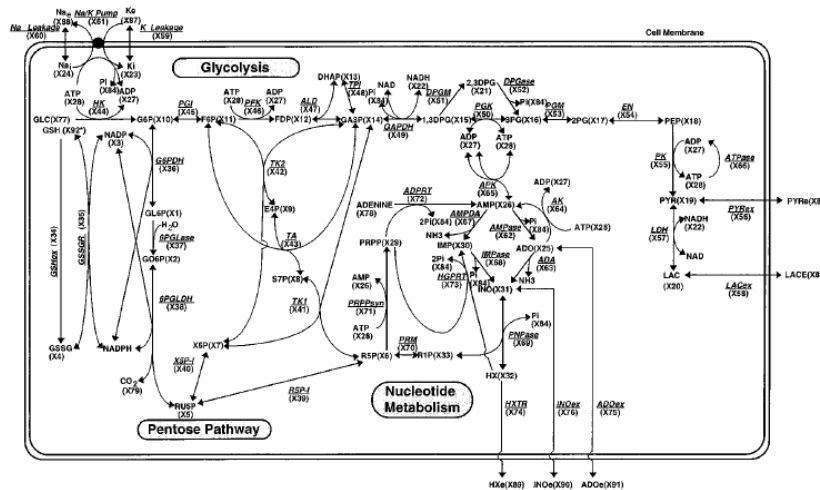 Na Leakage
(X60)
Na/K Pump
(X61)
(X88)
(X87)
K Leakage
(X59)
Cell Membrane
Glycolysis
Nai
(X24)
Ki
(X23)
Pi
(X84)
ATP
(X28)
ADP
(X27)
HK
(X44)
GLC(X77)
G6P(X10)
PGI
(X45)
F6P(X11)
ATP
(X28)
ADP
(X27)
PFK
(X46)
FDP(X12)
ALD
(X47)
DHAP(X13)
TPI
(X48)
Pi
(X84)
NAD
NADH
(X22)
GA3P(X14)
GAPDH
(X49)
1,3DPG(X15)
DPGM
(X51)
2,3DPG
(X21)
DPGase
(X52)
Pi(X84)
PGK
(X50)
3PG(X16)
PGM
(X53)
2PG(X17)
EN
(X54)
PEP(X18)
ADP
(X27)
ATP
(X28)
PK
(X55)
ADP
(X27)
ATP
(X28)
ATPase
(X66)
PYR(X19)
PYRex
(X56)
LDH
(X57)
NADH
(X22)
NAD
LAC
(X20)
LACex
(X58)
GSH (X92*)
NADP
(X3)
G6PDH
(X36)
GL6P(X1)
H2O
6PGLase
(X37)
GO6P(X2)
6PGLDH
(X38)
GSHox (X34)
GSSGR (X35)
GSSG
(X4)
NADPH
CO2
(X79)
RU5P
(X5)
X5P-I
(X40)
X5P(X7)
R5P-I
(X39)
TK2
(X42)
E4P(X9)
TA
(X43)
S7P(X8)
TK1
(X41)
R5P(X6)
PRM
(X70)
R1P(X33)
AMP
(X26)
PRPPsyn
(X71)
ATP
(X28)
PRPP(X29)
ADENINE
(X78)
ADPRT
(X72)
2Pi(X84)
APK
(X65)
AMP(X26)
AMPDA
(X67)
NH3
IMP(X30)
AMPase
(X62)
Pi
(X84)
ADP(X27)
AK
(X64)
ATP(X28)
ADO(X25)
ADA
(X63)
NH3
2Pi
(X84)
HGPRT
(X73)
IMPase
(X68)
Pi
(X84)
INO(X31)
Pi
(X84)
PNPase
(X69)
HX(X32)
HXTR
(X74)
INOex
(X76)
ADOex
(X75)
Pentose Pathway
Nucleotide
Metabolism
HXe(X89)
INOe(X90)
ADOe(X91)